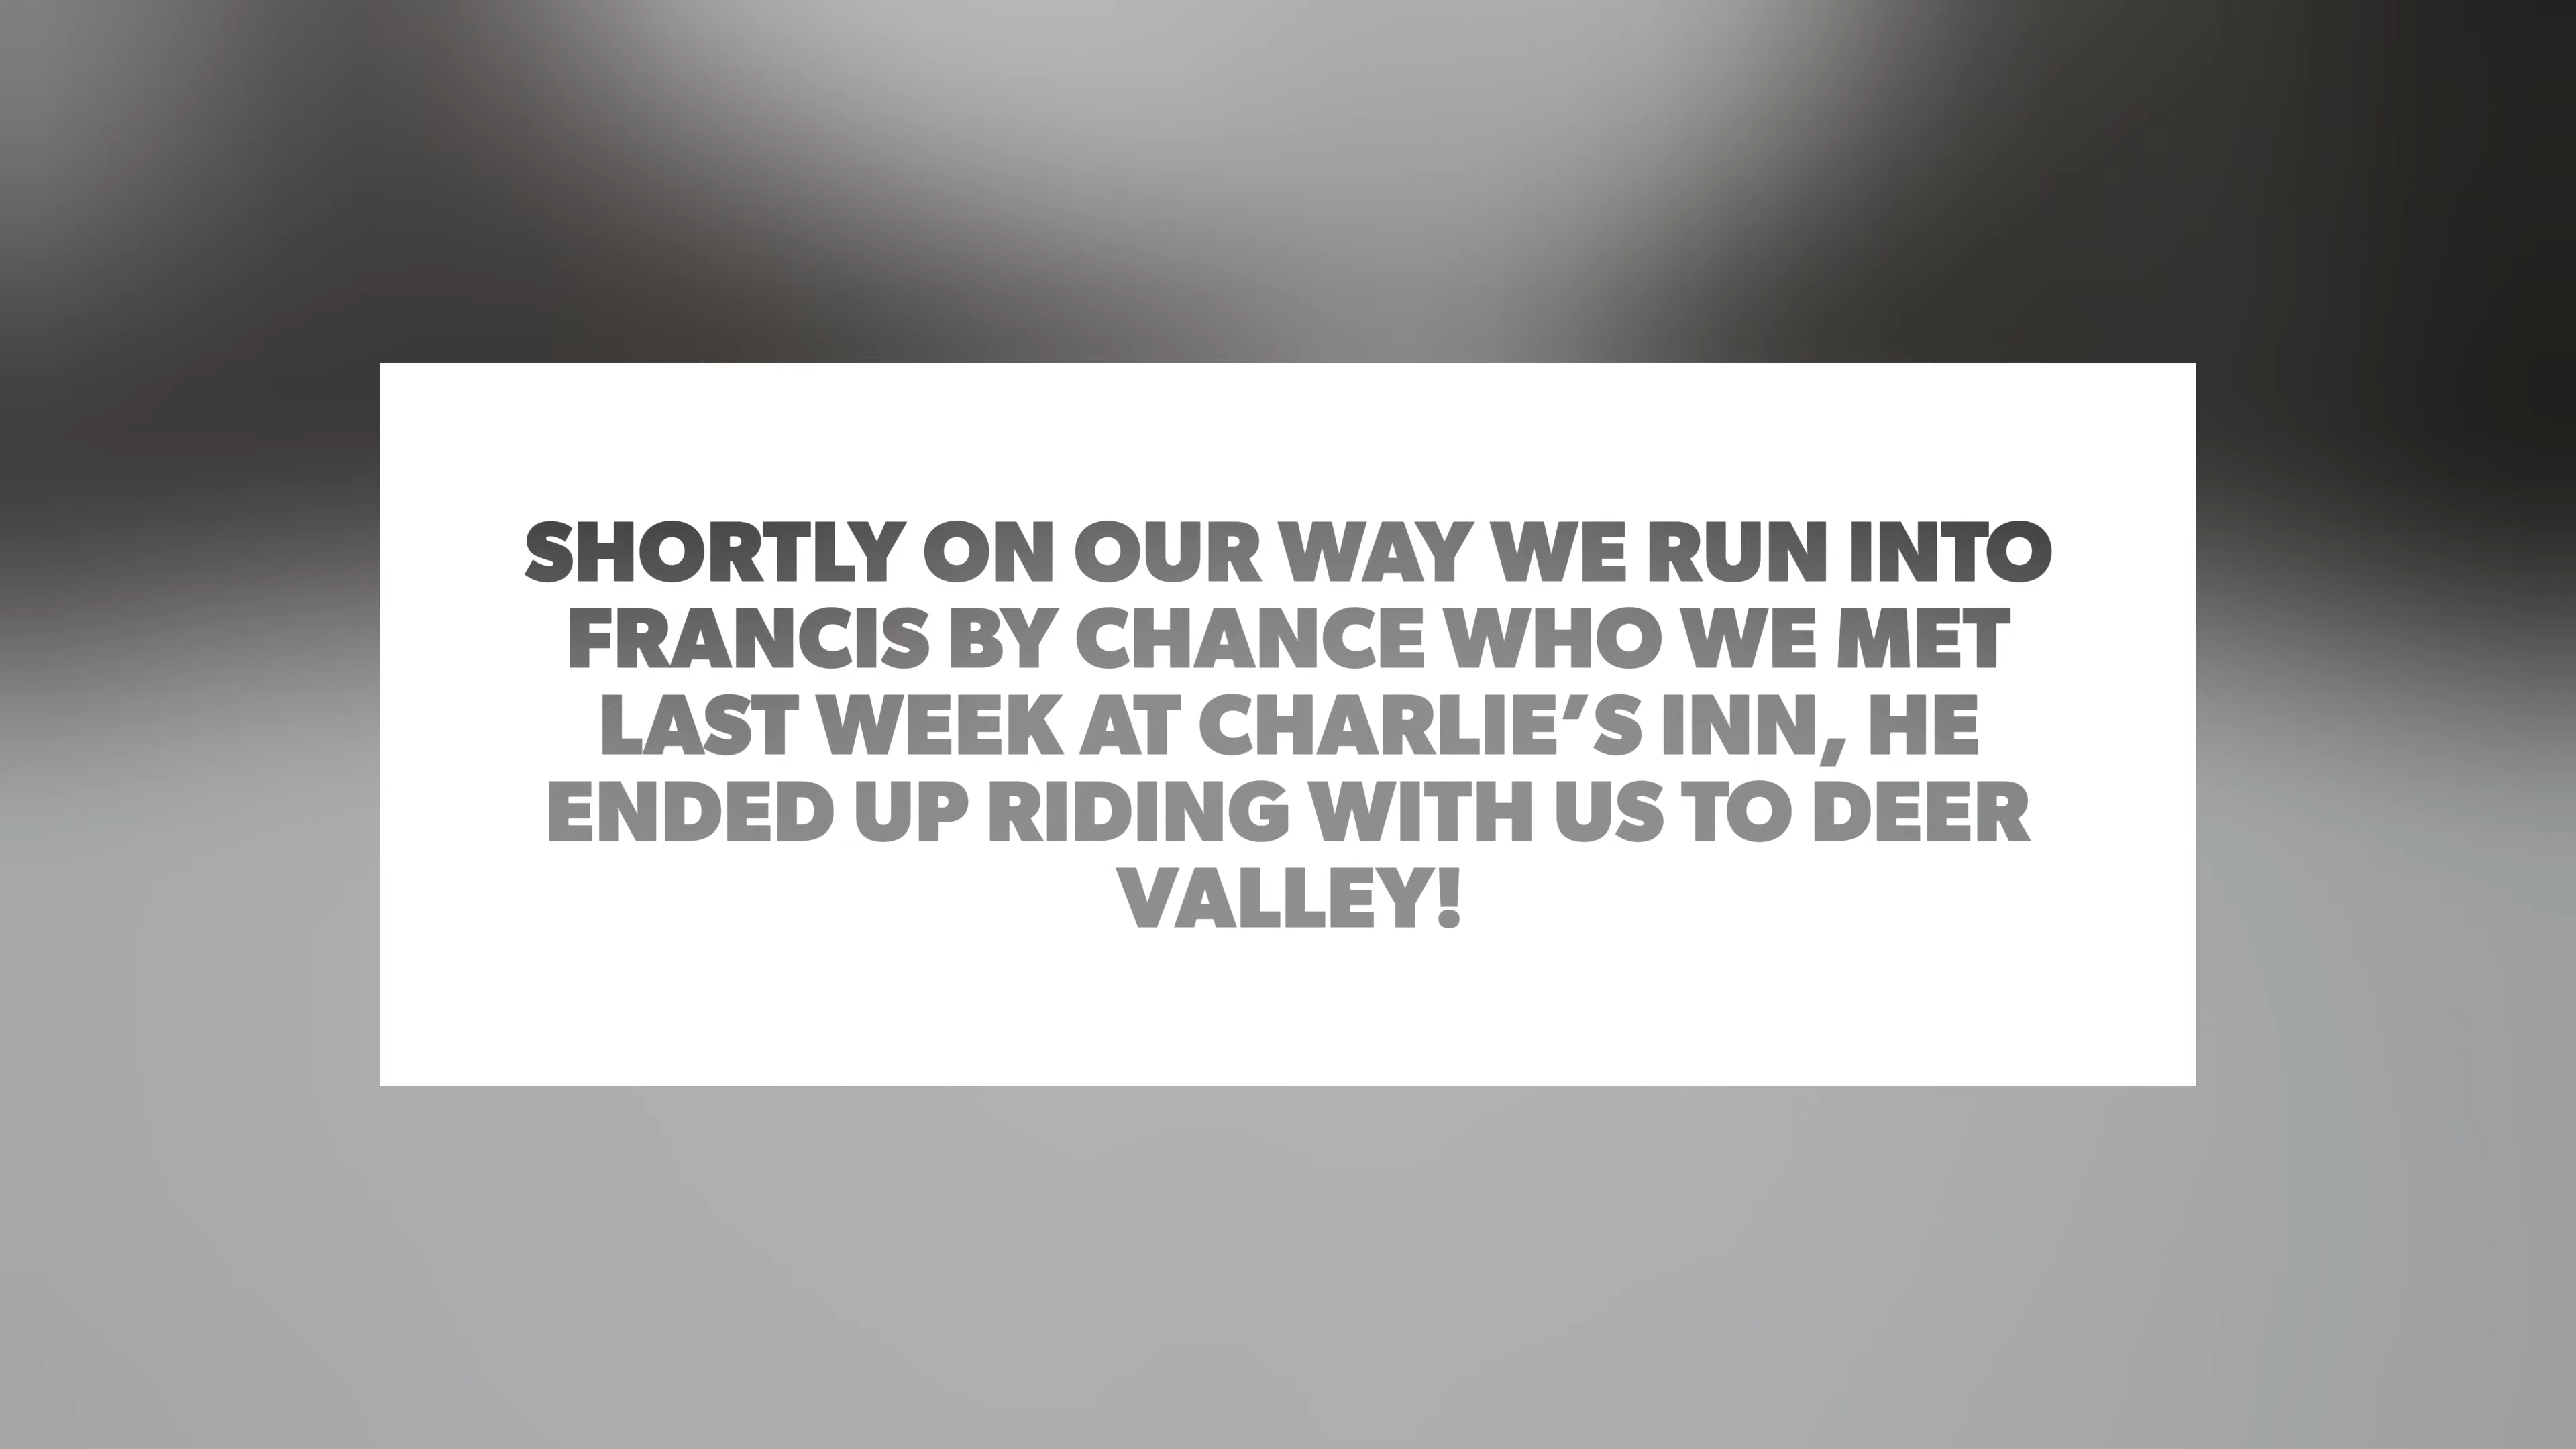 SHORTLY ON OUR WAY WE RUN INTO
FRANCIS BY CHANCE WHO WE MET
LAST WEEK AT CHARLIE’S INN, HE
ENDED UP RIDING WITH US TO DEER
VALLEY!